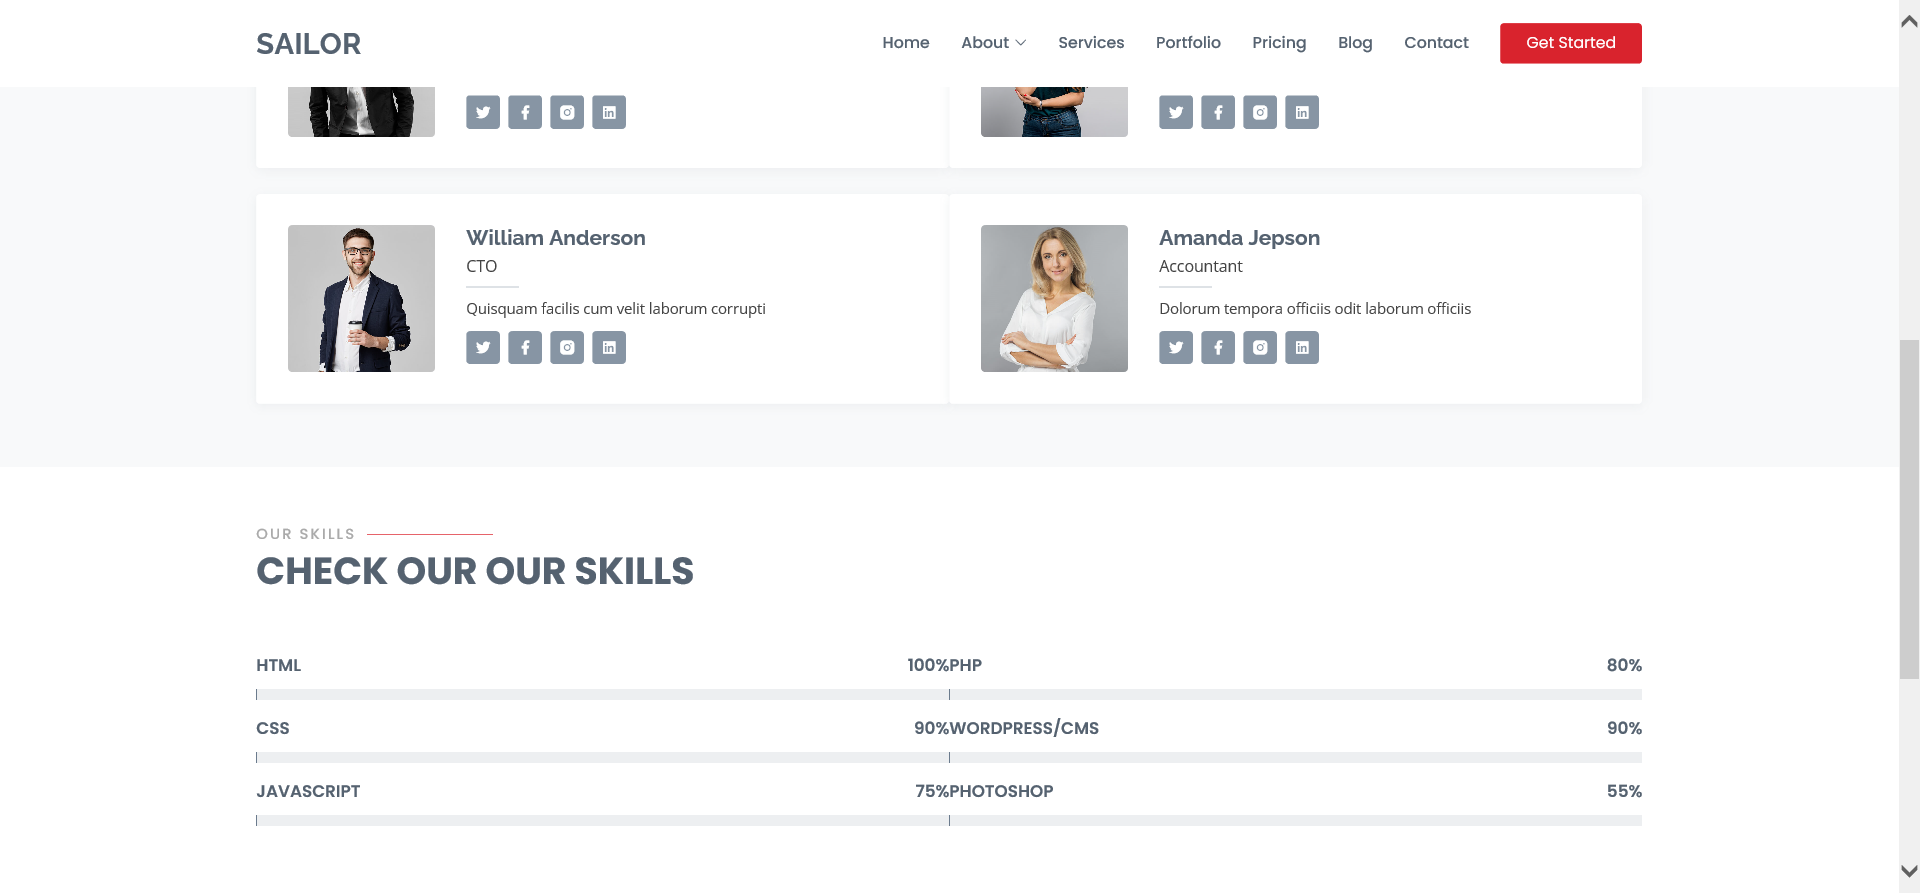 SAILOR
Home About Services Portfolio Pricing Blog Contact Get Started
William Anderson
CTO
Quisquam facilis cum velit laborum corrupti
Amanda Jepson
Accountant
Dolorum tempora officiis odit laborum officiis
OUR SKILLS
CHECK OUR OUR SKILLS
HTML 100% PHP 80%
CSS 90% WORDPRESS/CMS 90%
JAVASCRIPT 75% PHOTOSHOP 55%